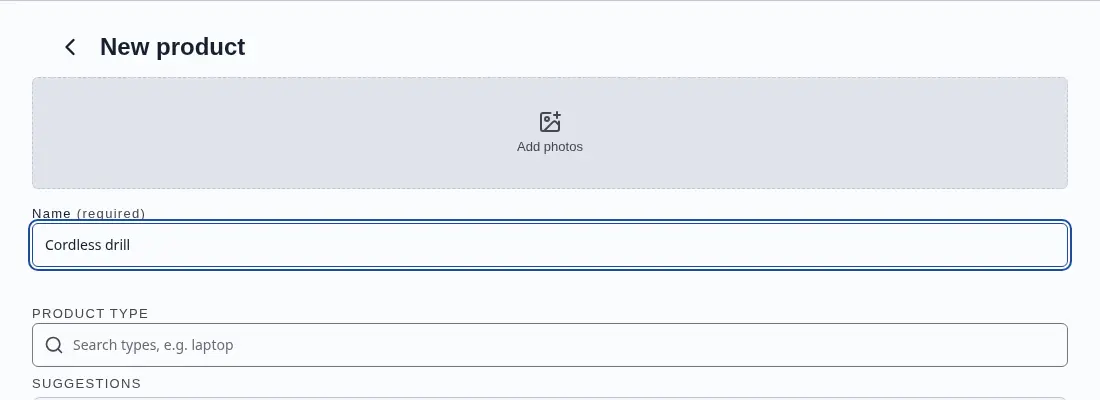 New product
Add photos
Name (required)
Cordless drill
PRODUCT TYPE
Search types, e.g. laptop
SUGGESTIONS